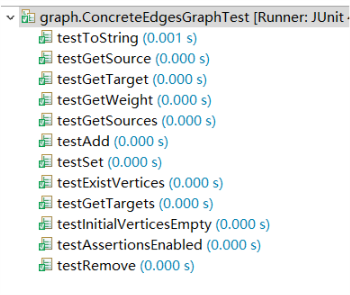 graph.ConcreteEdgesGraphTest [Runner: JUnit
testToString (0.001 s)
testGetSource (0.000 s)
testGetTarget (0.000 s)
testGetWeight (0.000 s)
testGetSources (0.000 s)
testAdd (0.000 s)
testSet (0.000 s)
testExistVertices (0.000 s)
testGetTargets (0.000 s)
testInitialVerticesEmpty (0.000 s)
testAssertionsEnabled (0.000 s)
testRemove (0.000 s)